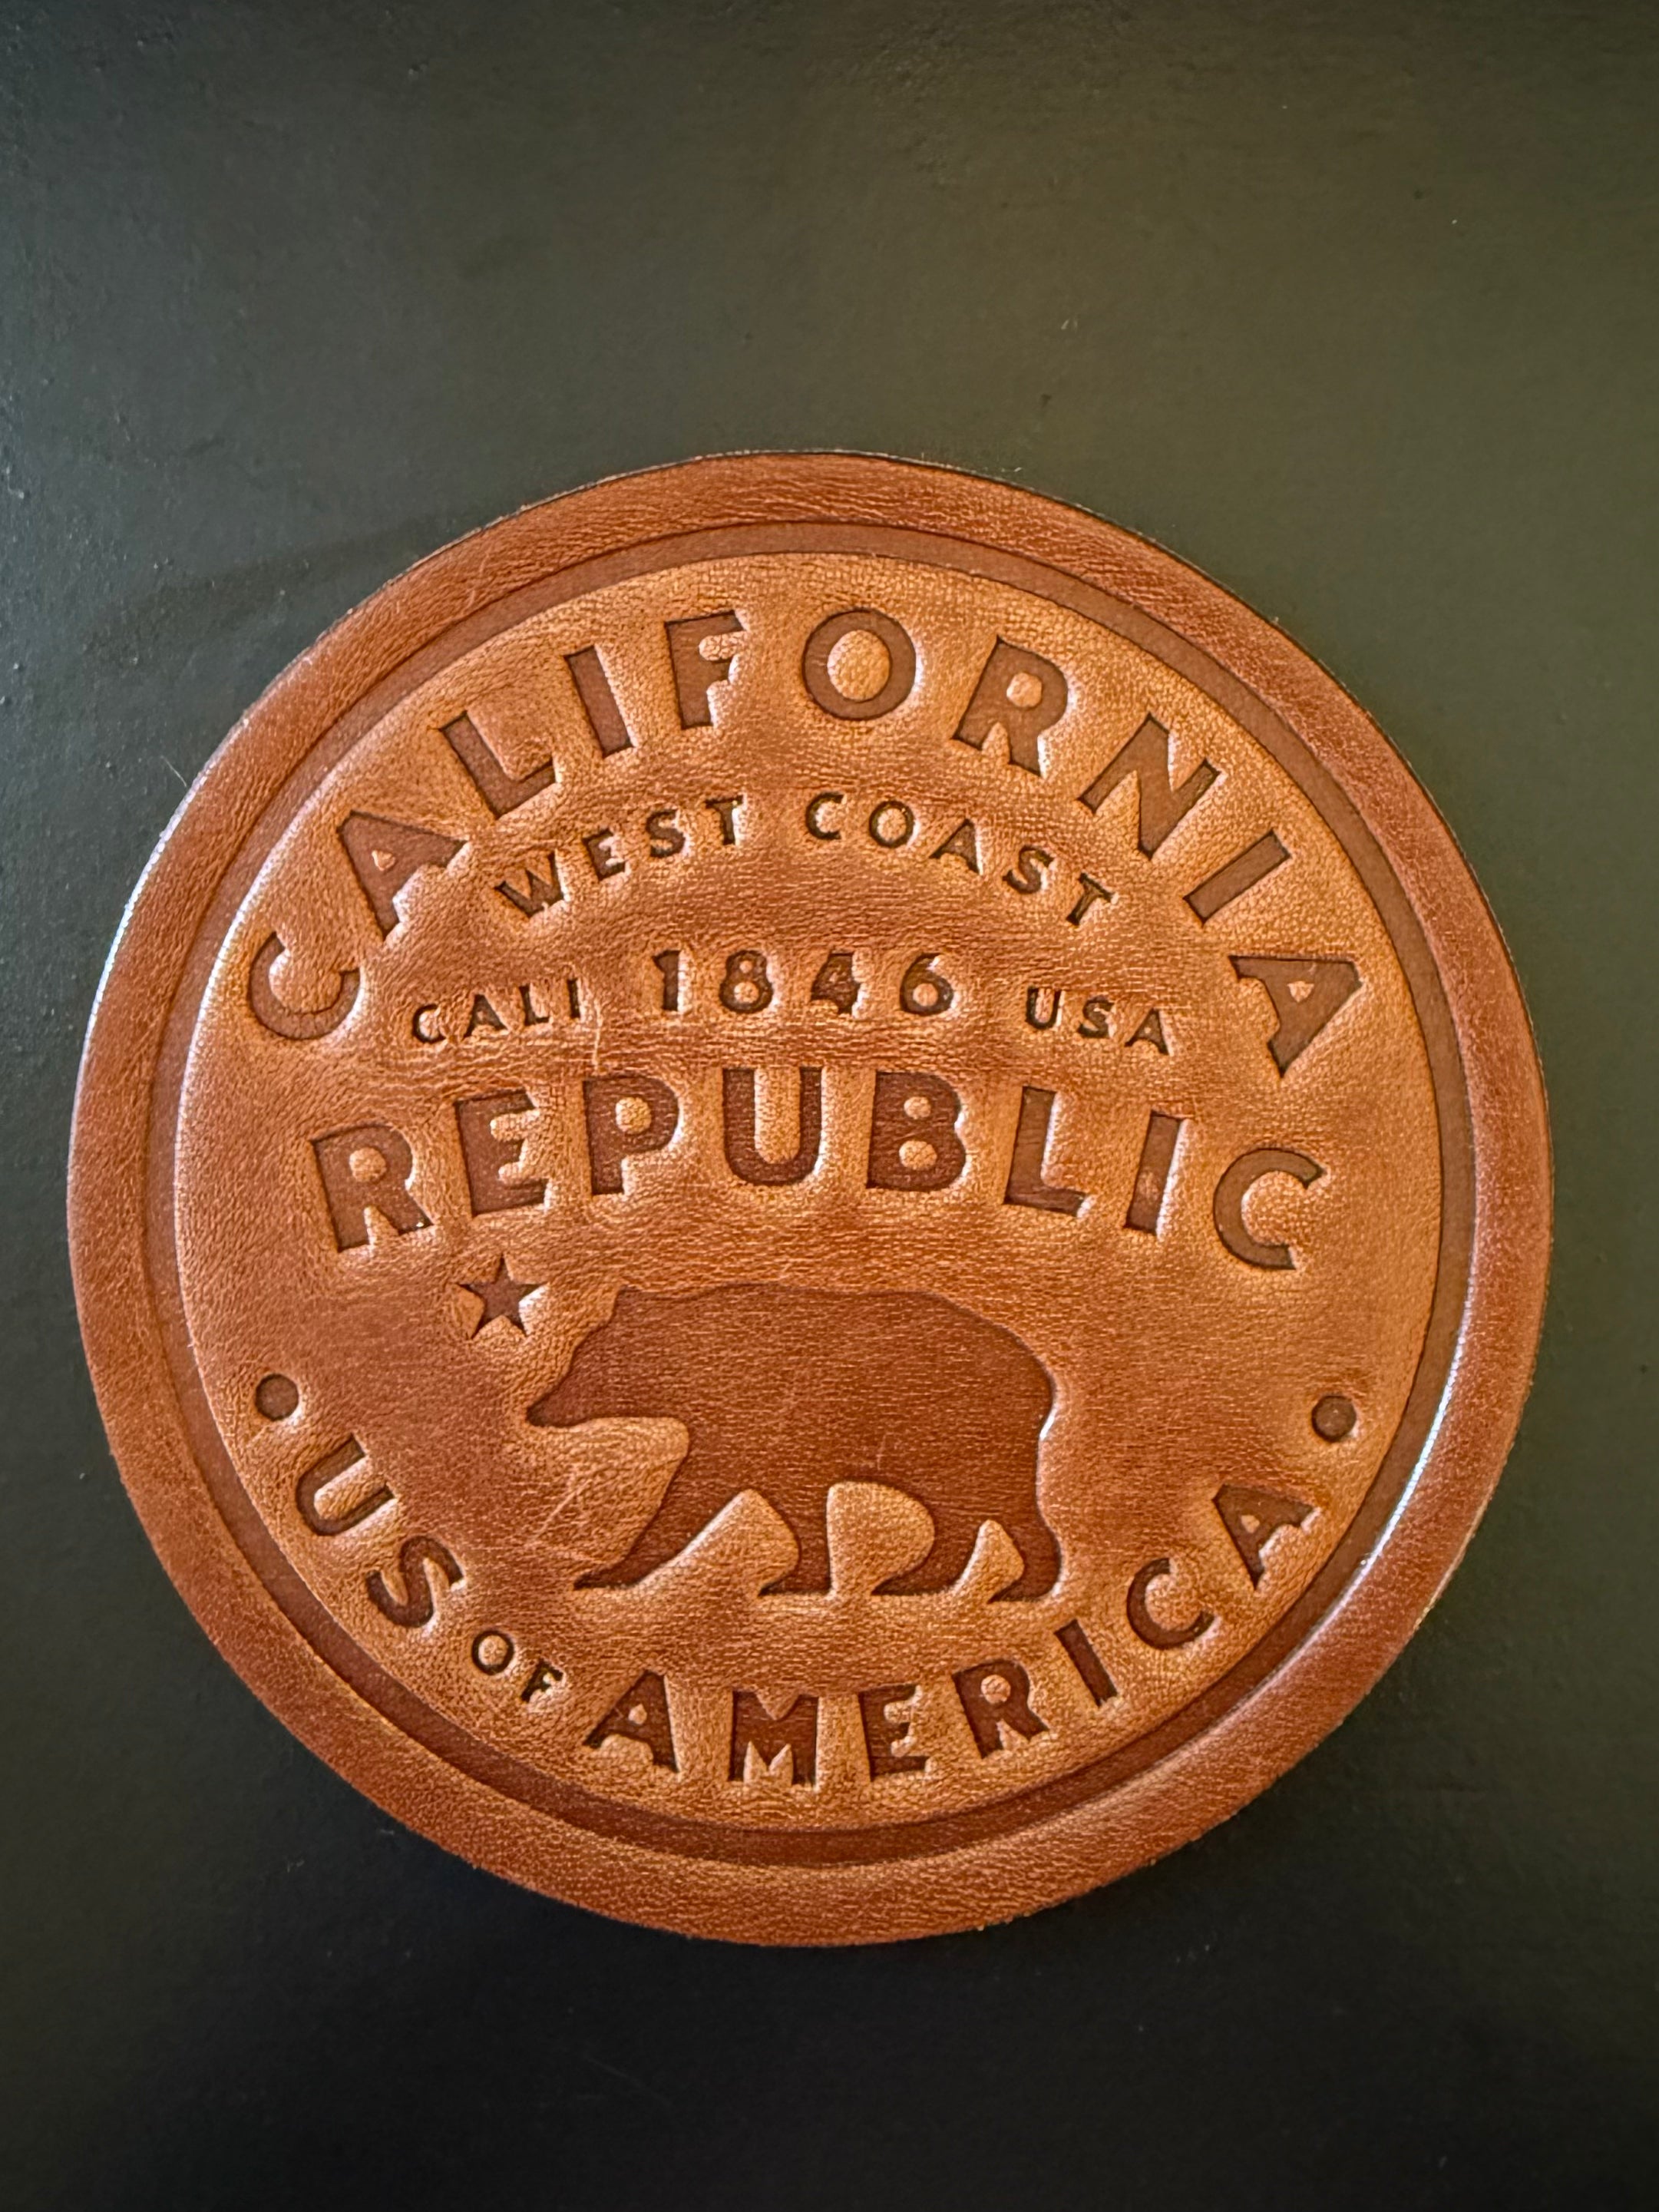 CALIFORNIA
WEST COAST
CALI 1846 USA
REPUBLIC
• US OF AMERICA •